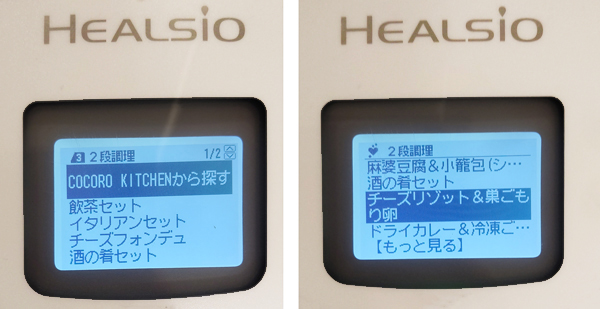 HEALSIO
3 2段調理 1/2
COCORO KITCHENから探す
飲茶セット
イタリアンセット
チーズフォンデュ
酒の肴セット
HEALSIO
2段調理
麻婆豆腐&小籠包(シ…
酒の肴セット
チーズリゾット&巣ごも
り卵
ドライカレー&冷凍ご…
【もっと見る】